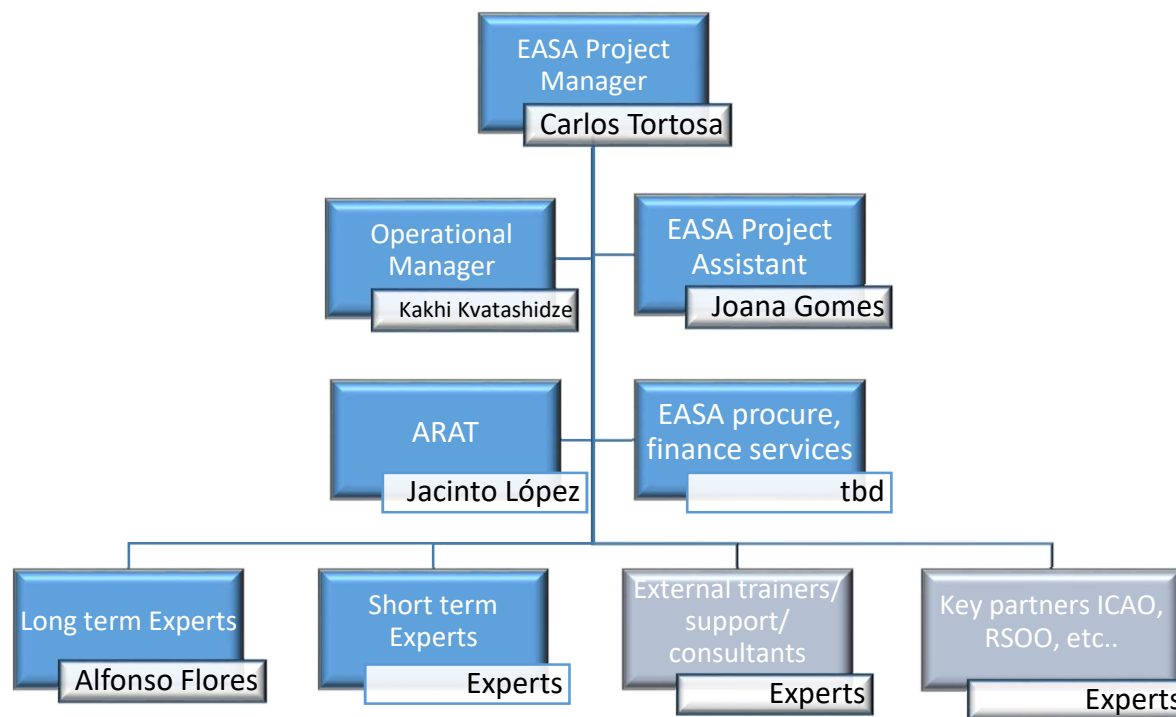 EASA Project
Manager
Carlos Tortosa
Operational
Manager
Kakhi Kvatashidze
EASA Project
Assistant
Joana Gomes
ARAT
Jacinto López
EASA procure,
finance services
tbd
Long term Experts
Alfonso Flores
Short term
Experts
Experts
External trainers/
support/
consultants
Experts
Key partners ICAO,
RSOO, etc..
Experts